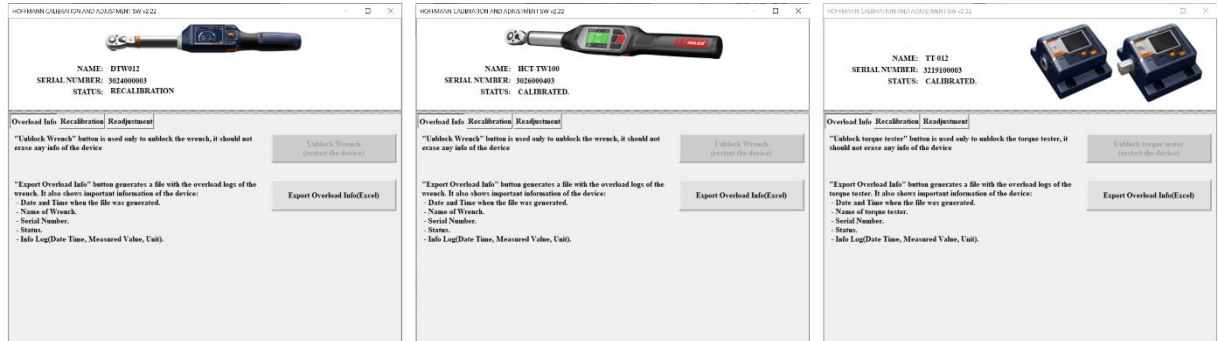 HOFFMANN CALIBRATION AND ADJUSTMENT SW v2.22
NAME: DTW012
SERIAL NUMBER: 3024000003
STATUS: RECALIBRATION
Overload Info Recalibration Readjustment
"Unblock Wrench" button is used only to unblock the wrench, it should not
erase any info of the device
Unblock Wrench
(restart the device)
"Export Overload Info" button generates a file with the overload logs of the
wrench. It also shows important information of the device:
- Date and Time when the file was generated.
- Name of Wrench.
- Serial Number.
- Status.
- Info Log(Date Time, Measured Value, Unit).
Export Overload Info(Excel)
HOFFMANN CALIBRATION AND ADJUSTMENT SW v2.22
NAME: HCT-TW100
SERIAL NUMBER: 3026000403
STATUS: CALIBRATED.
Overload Info Recalibration Readjustment
"Unblock Wrench" button is used only to unblock the wrench, it should not
erase any info of the device
Unblock Wrench
(restart the device)
"Export Overload Info" button generates a file with the overload logs of the
wrench. It also shows important information of the device:
- Date and Time when the file was generated.
- Name of Wrench.
- Serial Number.
- Status.
- Info Log(Date Time, Measured Value, Unit).
Export Overload Info(Excel)
HOFFMANN CALIBRATION AND ADJUSTMENT SW v2.22
NAME: TT-012
SERIAL NUMBER: 3219100003
STATUS: CALIBRATED.
Overload Info Recalibration Readjustment
"Unblock torque tester" button is used only to unblock the torque tester, it
should not erase any info of the device
Unblock torque tester
(restart the device)
"Export Overload Info" button generates a file with the overload logs of the
torque tester. It also shows important information of the device:
- Date and Time when the file was generated.
- Name of torque tester.
- Serial Number.
- Status.
- Info Log(Date Time, Measured Value, Unit).
Export Overload Info(Excel)